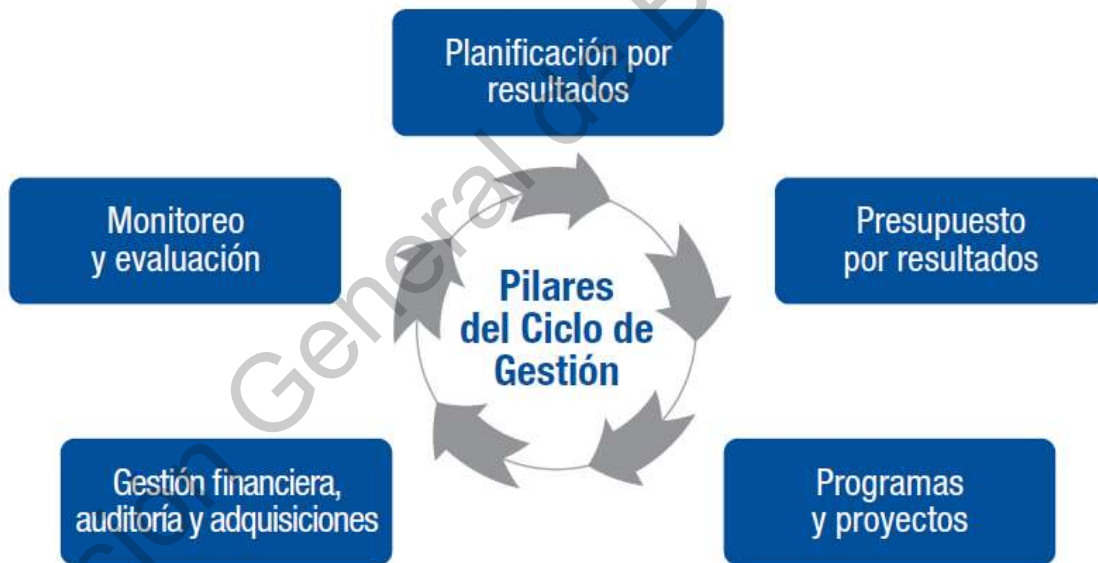 Planificación por
resultados
Monitoreo
y evaluación
Presupuesto
por resultados
Pilares
del Ciclo de
Gestión
Gestión financiera,
auditoría y adquisiciones
Programas
y proyectos
General de